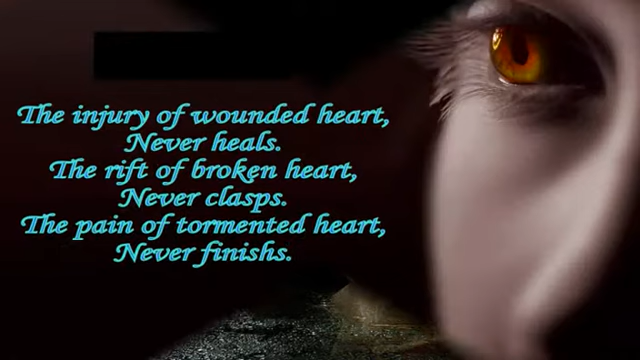 The injury of wounded heart,
Never heals.
The rift of broken heart,
Never clasps.
The pain of tormented heart,
Never finishs.